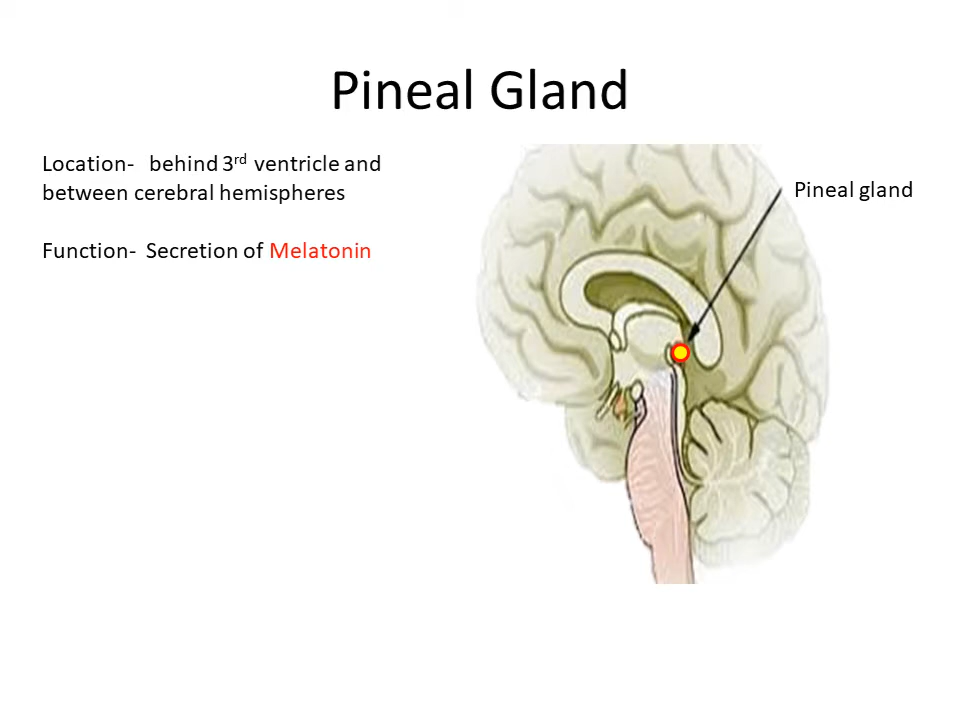 Pineal Gland
Location-   behind 3rd ventricle and
between cerebral hemispheres
Function-  Secretion of Melatonin
Pineal gland